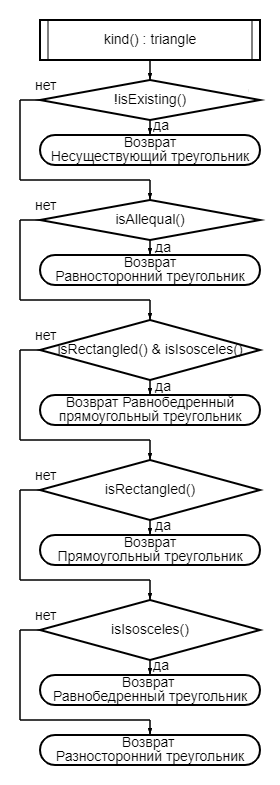 kind() : triangle
нет
!isExisting()
да
Возврат
Несуществующий треугольник
нет
isAllequal()
да
Возврат
Равносторонний треугольник
нет
isRectangled() & isIsosceles()
да
Возврат Равнобедренный
прямоугольный треугольник
нет
isRectangled()
да
Возврат
Прямоугольный треугольник
нет
isIsosceles()
да
Возврат
Равнобедренный треугольник
Возврат
Разносторонний треугольник